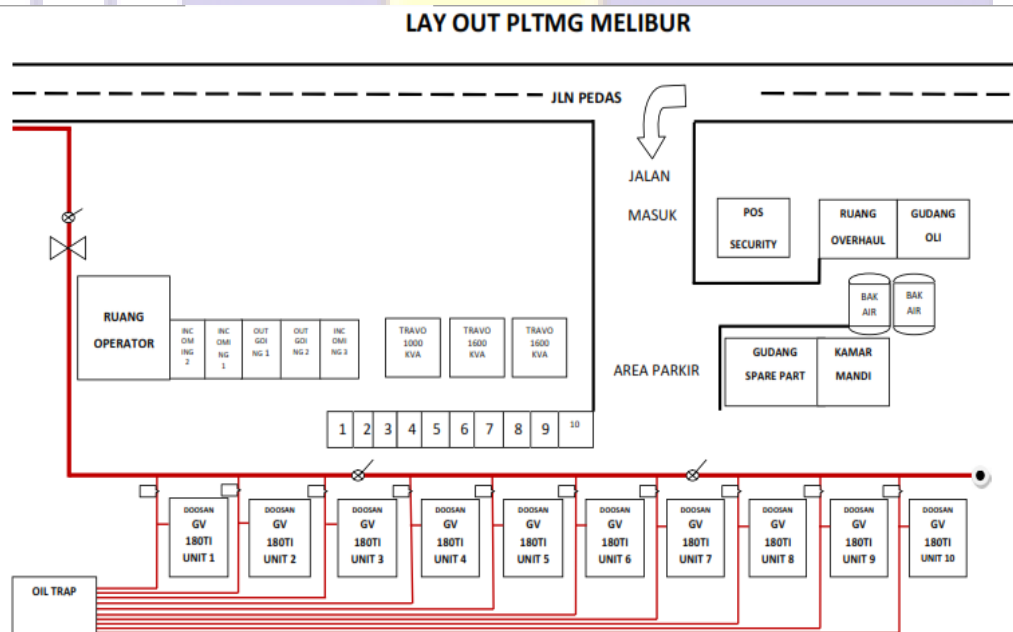 LAY OUT PLTMG MELIBUR
JLN PEDAS
JALAN
MASUK
POS
SECURITY
RUANG
OVERHAUL
GUDANG
OLI
BAK
AIR
BAK
AIR
RUANG
OPERATOR
INC
OM
ING
2
INC
OMI
NG
1
OUT
GOI
NG 1
OUT
GOI
NG 2
INC
OMI
NG 3
TRAVO
1000
KVA
TRAVO
1600
KVA
TRAVO
1600
KVA
AREA PARKIR
GUDANG
SPARE PART
KAMAR
MANDI
1 2 3 4 5 6 7 8 9 10
DOOSAN
GV
180TI
UNIT 1
DOOSAN
GV
180TI
UNIT 2
DOOSAN
GV
180TI
UNIT 3
DOOSAN
GV
180TI
UNIT 4
DOOSAN
GV
180TI
UNIT 5
DOOSAN
GV
180TI
UNIT 6
DOOSAN
GV
180TI
UNIT 7
DOOSAN
GV
180TI
UNIT 8
DOOSAN
GV
180TI
UNIT 9
DOOSAN
GV
180TI
UNIT 10
OIL TRAP